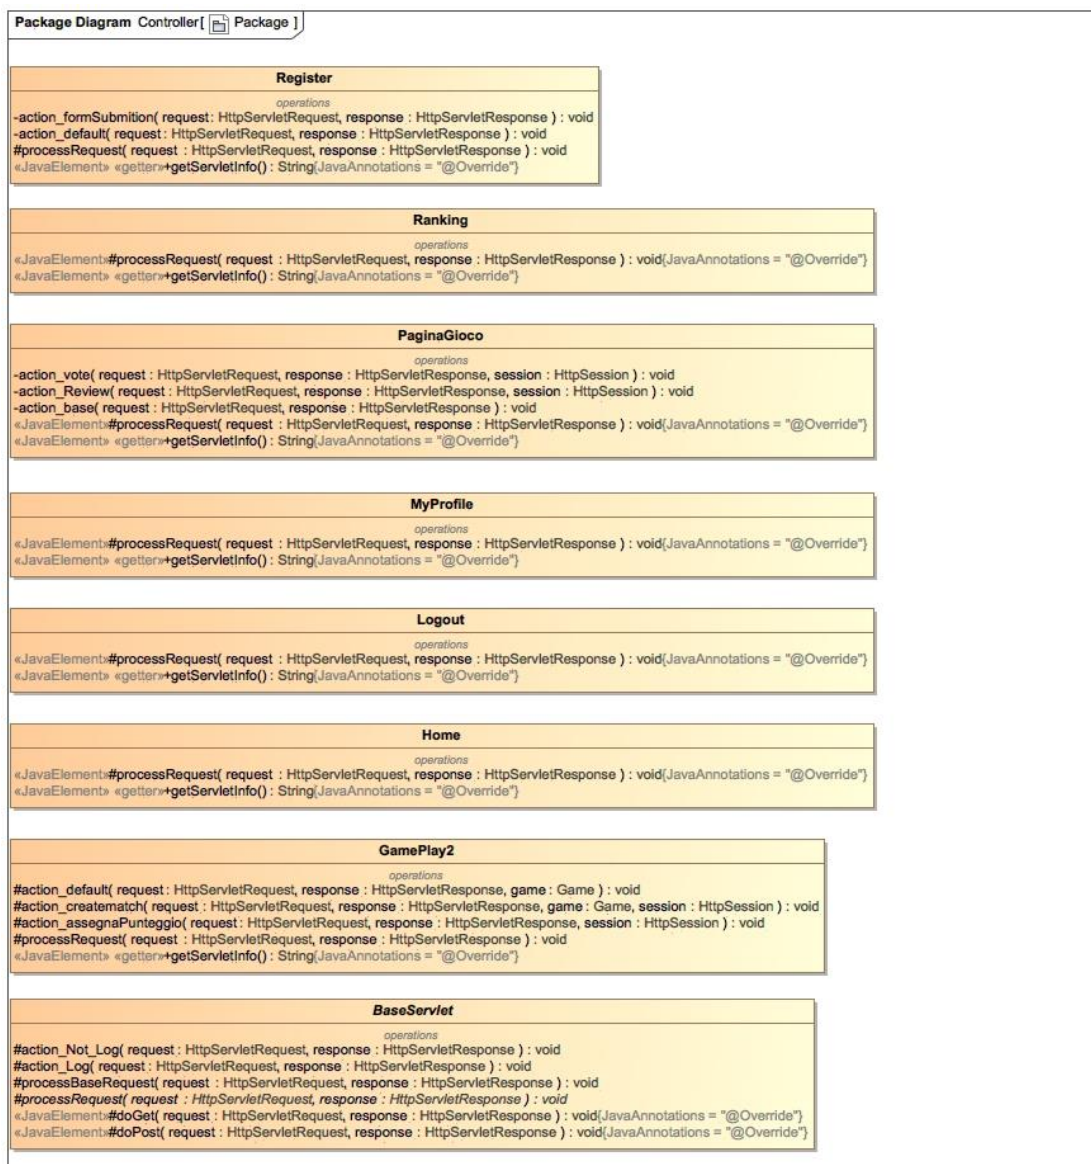 Package Diagram Controller[ Package ]
Register
operations
-action_formSubmition( request : HttpServletRequest, response : HttpServletResponse ) : void
-action_default( request : HttpServletRequest, response : HttpServletResponse ) : void
#processRequest( request : HttpServletRequest, response : HttpServletResponse ) : void
«JavaElement» «getter»+getServletInfo() : String{JavaAnnotations = "@Override"}
Ranking
operations
«JavaElement»#processRequest( request : HttpServletRequest, response : HttpServletResponse ) : void{JavaAnnotations = "@Override"}
«JavaElement» «getter»+getServletInfo() : String{JavaAnnotations = "@Override"}
PaginaGioco
operations
-action_vote( request : HttpServletRequest, response : HttpServletResponse, session : HttpSession ) : void
-action_Review( request : HttpServletRequest, response : HttpServletResponse, session : HttpSession ) : void
-action_base( request : HttpServletRequest, response : HttpServletResponse ) : void
«JavaElement»#processRequest( request : HttpServletRequest, response : HttpServletResponse ) : void{JavaAnnotations = "@Override"}
«JavaElement» «getter»+getServletInfo() : String{JavaAnnotations = "@Override"}
MyProfile
operations
«JavaElement»#processRequest( request : HttpServletRequest, response : HttpServletResponse ) : void{JavaAnnotations = "@Override"}
«JavaElement» «getter»+getServletInfo() : String{JavaAnnotations = "@Override"}
Logout
operations
«JavaElement»#processRequest( request : HttpServletRequest, response : HttpServletResponse ) : void{JavaAnnotations = "@Override"}
«JavaElement» «getter»+getServletInfo() : String{JavaAnnotations = "@Override"}
Home
operations
«JavaElement»#processRequest( request : HttpServletRequest, response : HttpServletResponse ) : void{JavaAnnotations = "@Override"}
«JavaElement» «getter»+getServletInfo() : String{JavaAnnotations = "@Override"}
GamePlay2
operations
#action_default( request : HttpServletRequest, response : HttpServletResponse, game : Game ) : void
#action_creatematch( request : HttpServletRequest, response : HttpServletResponse, game : Game, session : HttpSession ) : void
#action_assegnaPunteggio( request : HttpServletRequest, response : HttpServletResponse, session : HttpSession ) : void
#processRequest( request : HttpServletRequest, response : HttpServletResponse ) : void
«JavaElement» «getter»+getServletInfo() : String{JavaAnnotations = "@Override"}
BaseServlet
operations
#action_Not_Log( request : HttpServletRequest, response : HttpServletResponse ) : void
#action_Log( request : HttpServletRequest, response : HttpServletResponse ) : void
#processBaseRequest( request : HttpServletRequest, response : HttpServletResponse ) : void
#processRequest( request : HttpServletRequest, response : HttpServletResponse ) : void
«JavaElement»#doGet( request : HttpServletRequest, response : HttpServletResponse ) : void{JavaAnnotations = "@Override"}
«JavaElement»#doPost( request : HttpServletRequest, response : HttpServletResponse ) : void{JavaAnnotations = "@Override"}